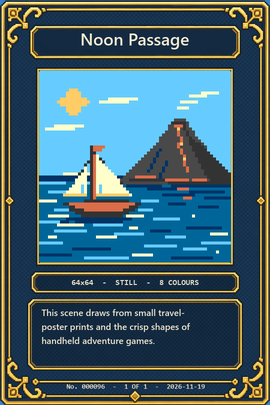 Noon Passage
64x64 - STILL - 8 COLOURS
This scene draws from small travel-
poster prints and the crisp shapes of
handheld adventure games.
No. 000096 - 1 OF 1 - 2026-11-19